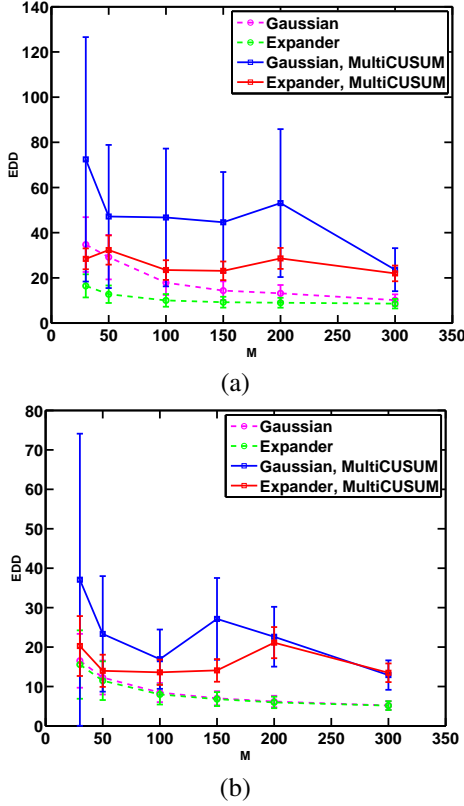 140
120
100
80
60
40
20
0
EDD
Gaussian
Expander
Gaussian, MultiCUSUM
Expander, MultiCUSUM
0 50 100 150 200 250 300 350
M
(a)
80
70
60
50
40
30
20
10
0
EDD
Gaussian
Expander
Gaussian, MultiCUSUM
Expander, MultiCUSUM
0 50 100 150 200 250 300 350
M
(b)